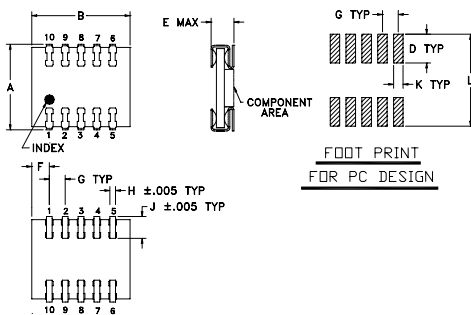 B
10 9 8 7 6
A
1 2 3 4 5
INDEX
E MAX
COMPONENT
AREA
G TYP
D TYP
K TYP
L
FOOT PRINT
FOR PC DESIGN
F
G TYP
H ±.005 TYP
J ±.005 TYP
1 2 3 4 5
10 9 8 7 6